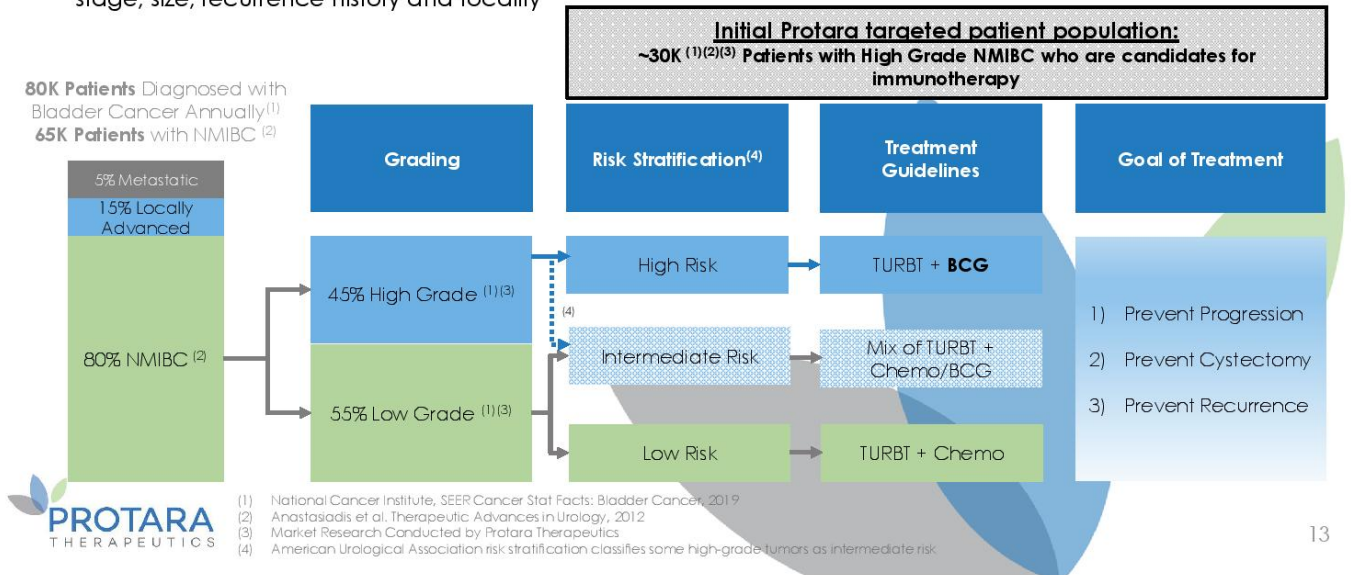 stage, size, recurrence history and locality
Initial Protara targeted patient population:
~30K (1)(2)(3) Patients with High Grade NMIBC who are candidates for
immunotherapy
80K Patients Diagnosed with
Bladder Cancer Annually(1)
65K Patients with NMIBC (2)
Grading
Risk Stratification(4)
Treatment
Guidelines
Goal of Treatment
5% Metastatic
15% Locally
Advanced
80% NMIBC (2)
45% High Grade (1)(3)
55% Low Grade (1)(3)
(4)
High Risk
Intermediate Risk
Low Risk
TURBT + BCG
Mix of TURBT +
Chemo/BCG
TURBT + Chemo
1) Prevent Progression
2) Prevent Cystectomy
3) Prevent Recurrence
PROTARA
THERAPEUTICS
(1) National Cancer Institute, SEER Cancer Stat Facts: Bladder Cancer, 2019
(2) Anastasiadis et al. Therapeutic Advances in Urology, 2012
(3) Market Research Conducted by Protara Therapeutics
(4) American Urological Association risk stratification classifies some high-grade tumors as intermediate risk
13